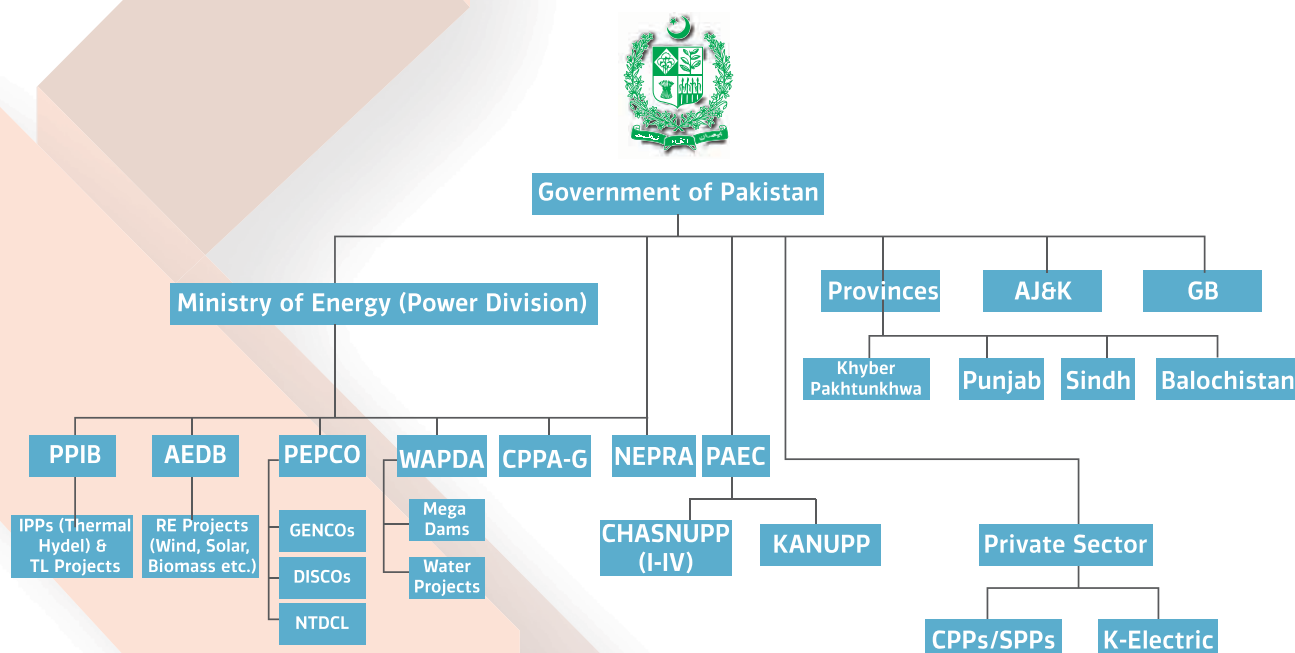 Government of Pakistan
Ministry of Energy (Power Division)
Provinces
AJ&K
GB
Khyber
Pakhtunkhwa
Punjab
Sindh
Balochistan
PPIB
AEDB
PEPCO
WAPDA
CPPA-G
NEPRA
PAEC
IPPs (Thermal
Hydel) &
TL Projects
RE Projects
(Wind, Solar,
Biomass etc.)
GENCOs
DISCOs
NTDCL
Mega
Dams
Water
Projects
CHASNUPP
(I-IV)
KANUPP
Private Sector
CPPs/SPPs
K-Electric